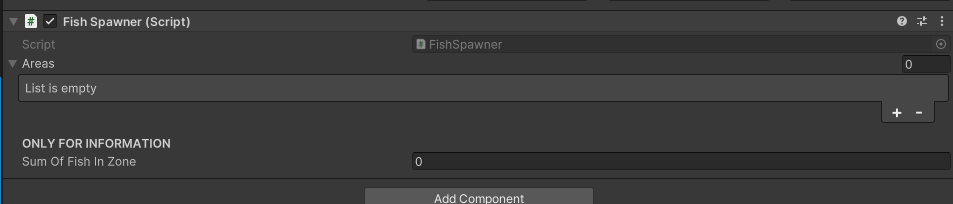 Fish Spawner (Script)
Script FishSpawner
Areas 0
List is empty
+ -
ONLY FOR INFORMATION
Sum Of Fish In Zone 0
Add Component